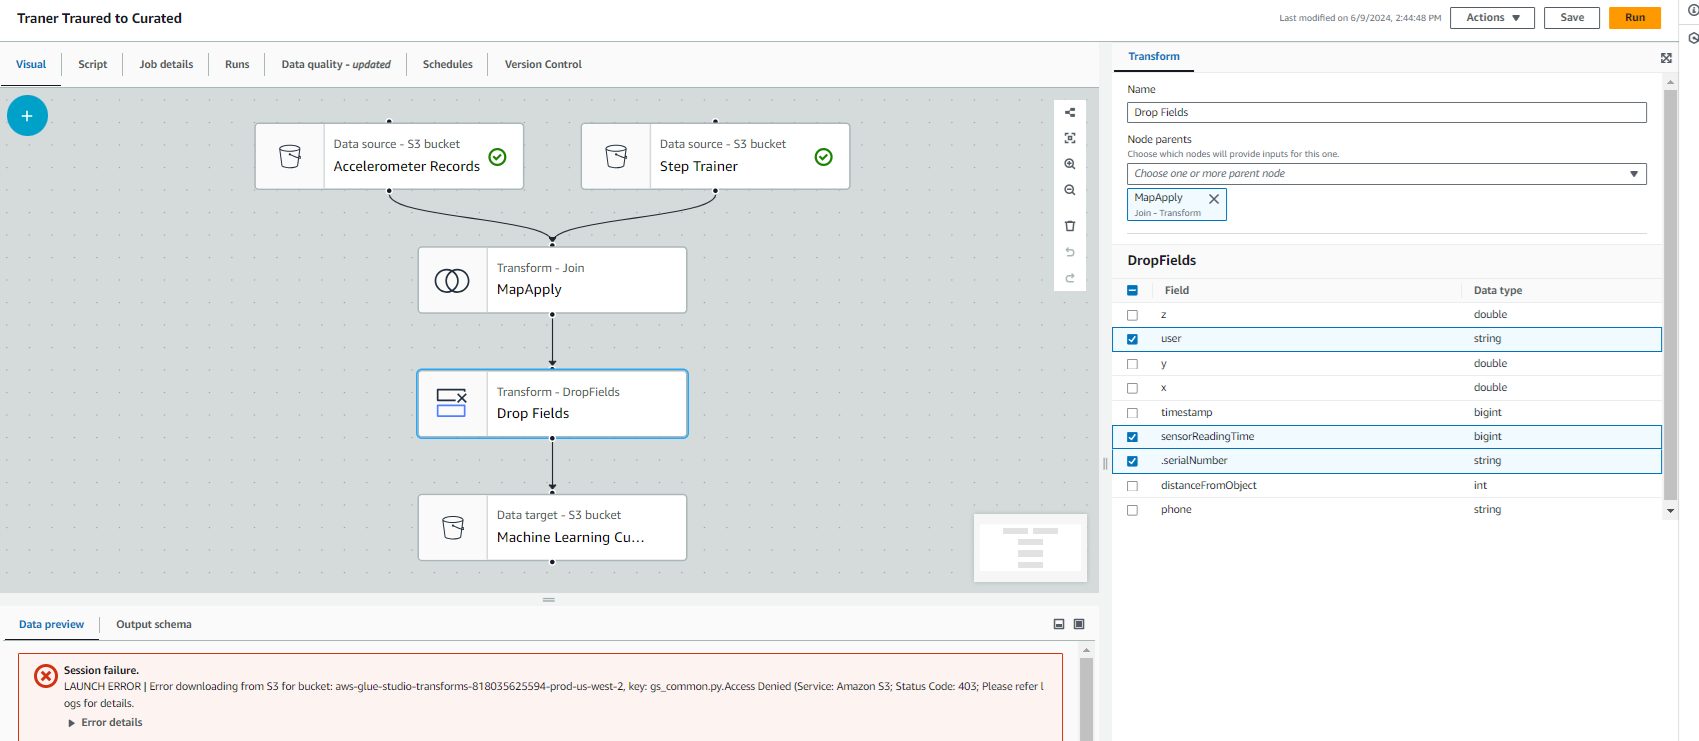 Traner Traured to Curated
Last modified on 6/9/2024, 2:44:48 PM
Actions
Save
Run
Visual
Script
Job details
Runs
Data quality - updated
Schedules
Version Control
Data source - S3 bucket
Accelerometer Records
Data source - S3 bucket
Step Trainer
Transform - Join
MapApply
Transform - DropFields
Drop Fields
Data target - S3 bucket
Machine Learning Cu...
Data preview
Output schema
Session failure.
LAUNCH ERROR | Error downloading from S3 for bucket: aws-glue-studio-transforms-818035625594-prod-us-west-2, key: gs_common.py.Access Denied (Service: Amazon S3; Status Code: 403; Please refer l
ogs for details.
Error details
Transform
Name
Drop Fields
Node parents
Choose which nodes will provide inputs for this one.
Choose one or more parent node
MapApply
Join - Transform
DropFields
Field Data type
z double
user string
y double
x double
timestamp bigint
sensorReadingTime bigint
.serialNumber string
distanceFromObject int
phone string